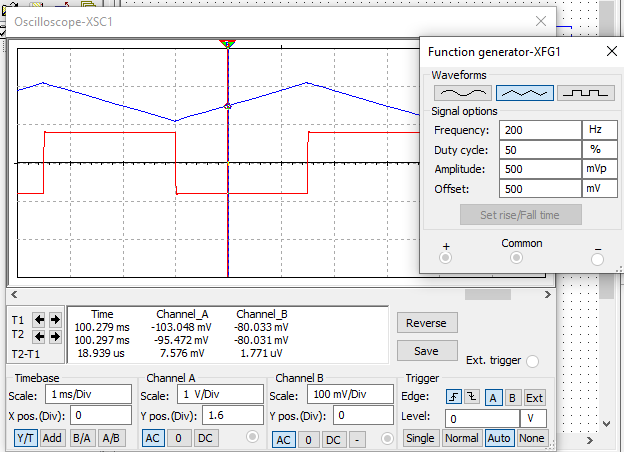 Oscilloscope-XSC1
Function generator-XFG1
Waveforms
Signal options
Frequency: 200 Hz
Duty cycle: 50 %
Amplitude: 500 mVp
Offset: 500 mV
Set rise/Fall time
+ Common −
Time Channel_A Channel_B
T1 100.279 ms -103.048 mV -80.033 mV
T2 100.297 ms -95.472 mV -80.031 mV
T2-T1 18.939 us 7.576 mV 1.771 uV
Reverse
Save
Ext. trigger
Timebase
Scale: 1 ms/Div
X pos.(Div): 0
Y/T Add B/A A/B
Channel A
Scale: 1 V/Div
Y pos.(Div): 1.6
AC 0 DC
Channel B
Scale: 100 mV/Div
Y pos.(Div): 0
AC 0 DC -
Trigger
Edge: A B Ext
Level: 0 V
Single Normal Auto None